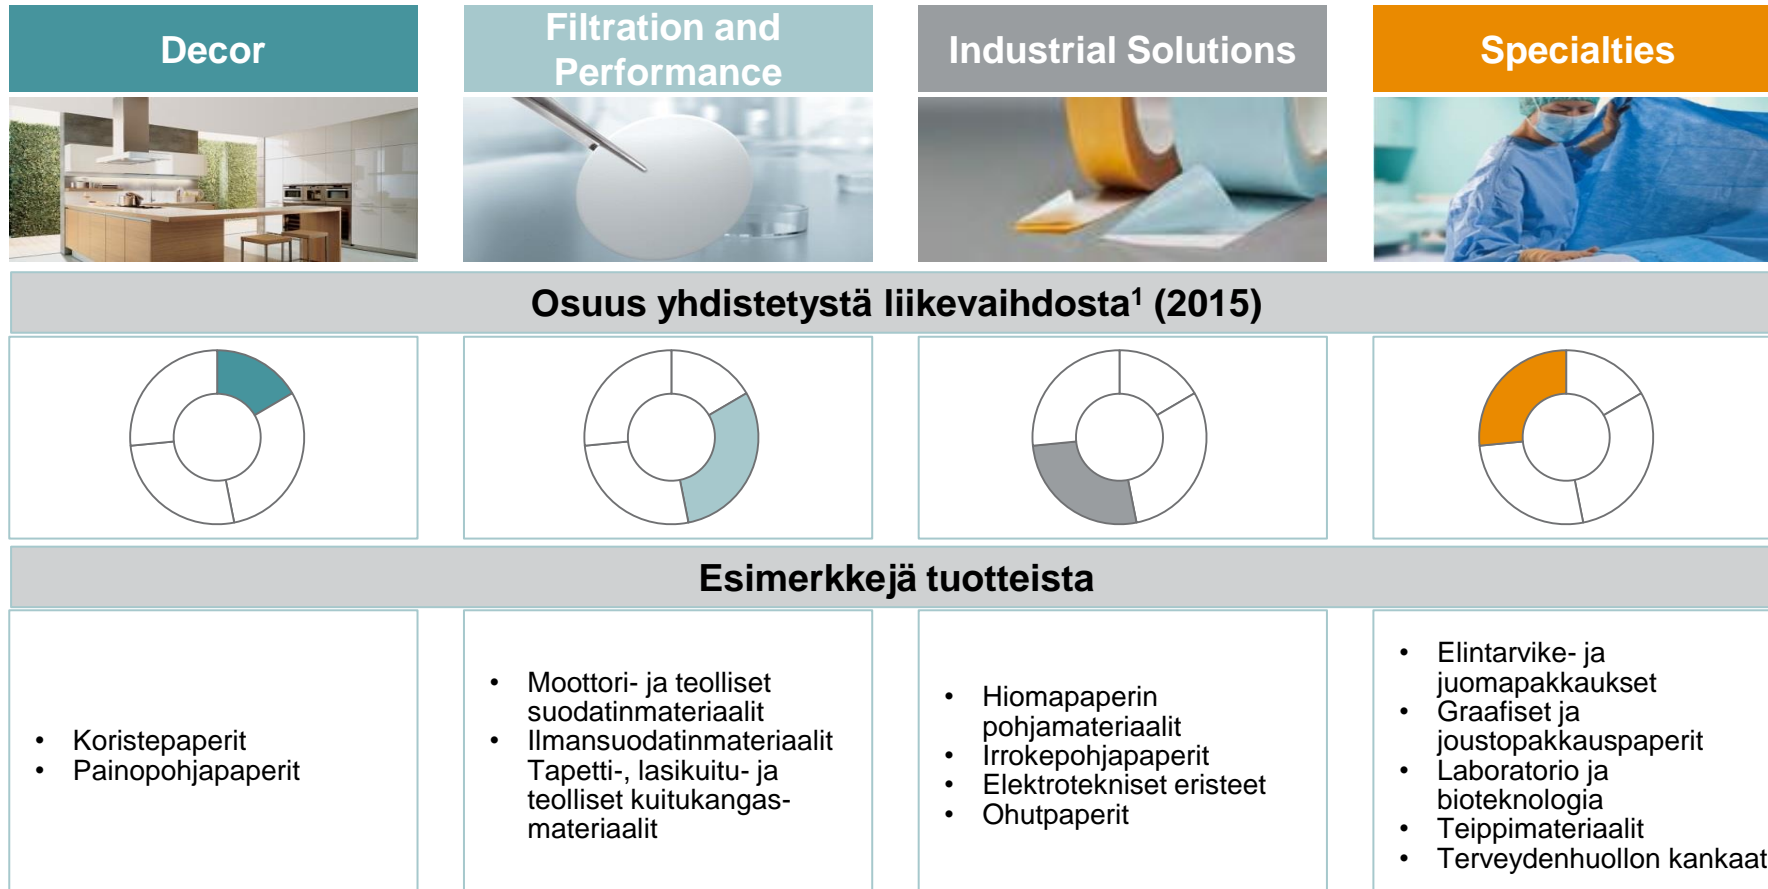 Decor
Filtration and
Performance
Industrial Solutions
Specialties
Osuus yhdistetystä liikevaihdosta¹ (2015)
Esimerkkejä tuotteista
• Koristepaperit
• Painopohjapaperit
• Moottori- ja teolliset
suodatinmateriaalit
• Ilmansuodatinmateriaalit
Tapetti-, lasikuitu- ja
teolliset kuitukangas-
materiaalit
• Hiomapaperin
pohjamateriaalit
• Irrokepohjapaperit
• Elektrotekniset eristeet
• Ohutpaperit
• Elintarvike- ja
juomapakkaukset
• Graafiset ja
joustopakkauspaperit
• Laboratorio ja
bioteknologia
• Teippimateriaalit
• Terveydenhuollon kankaat